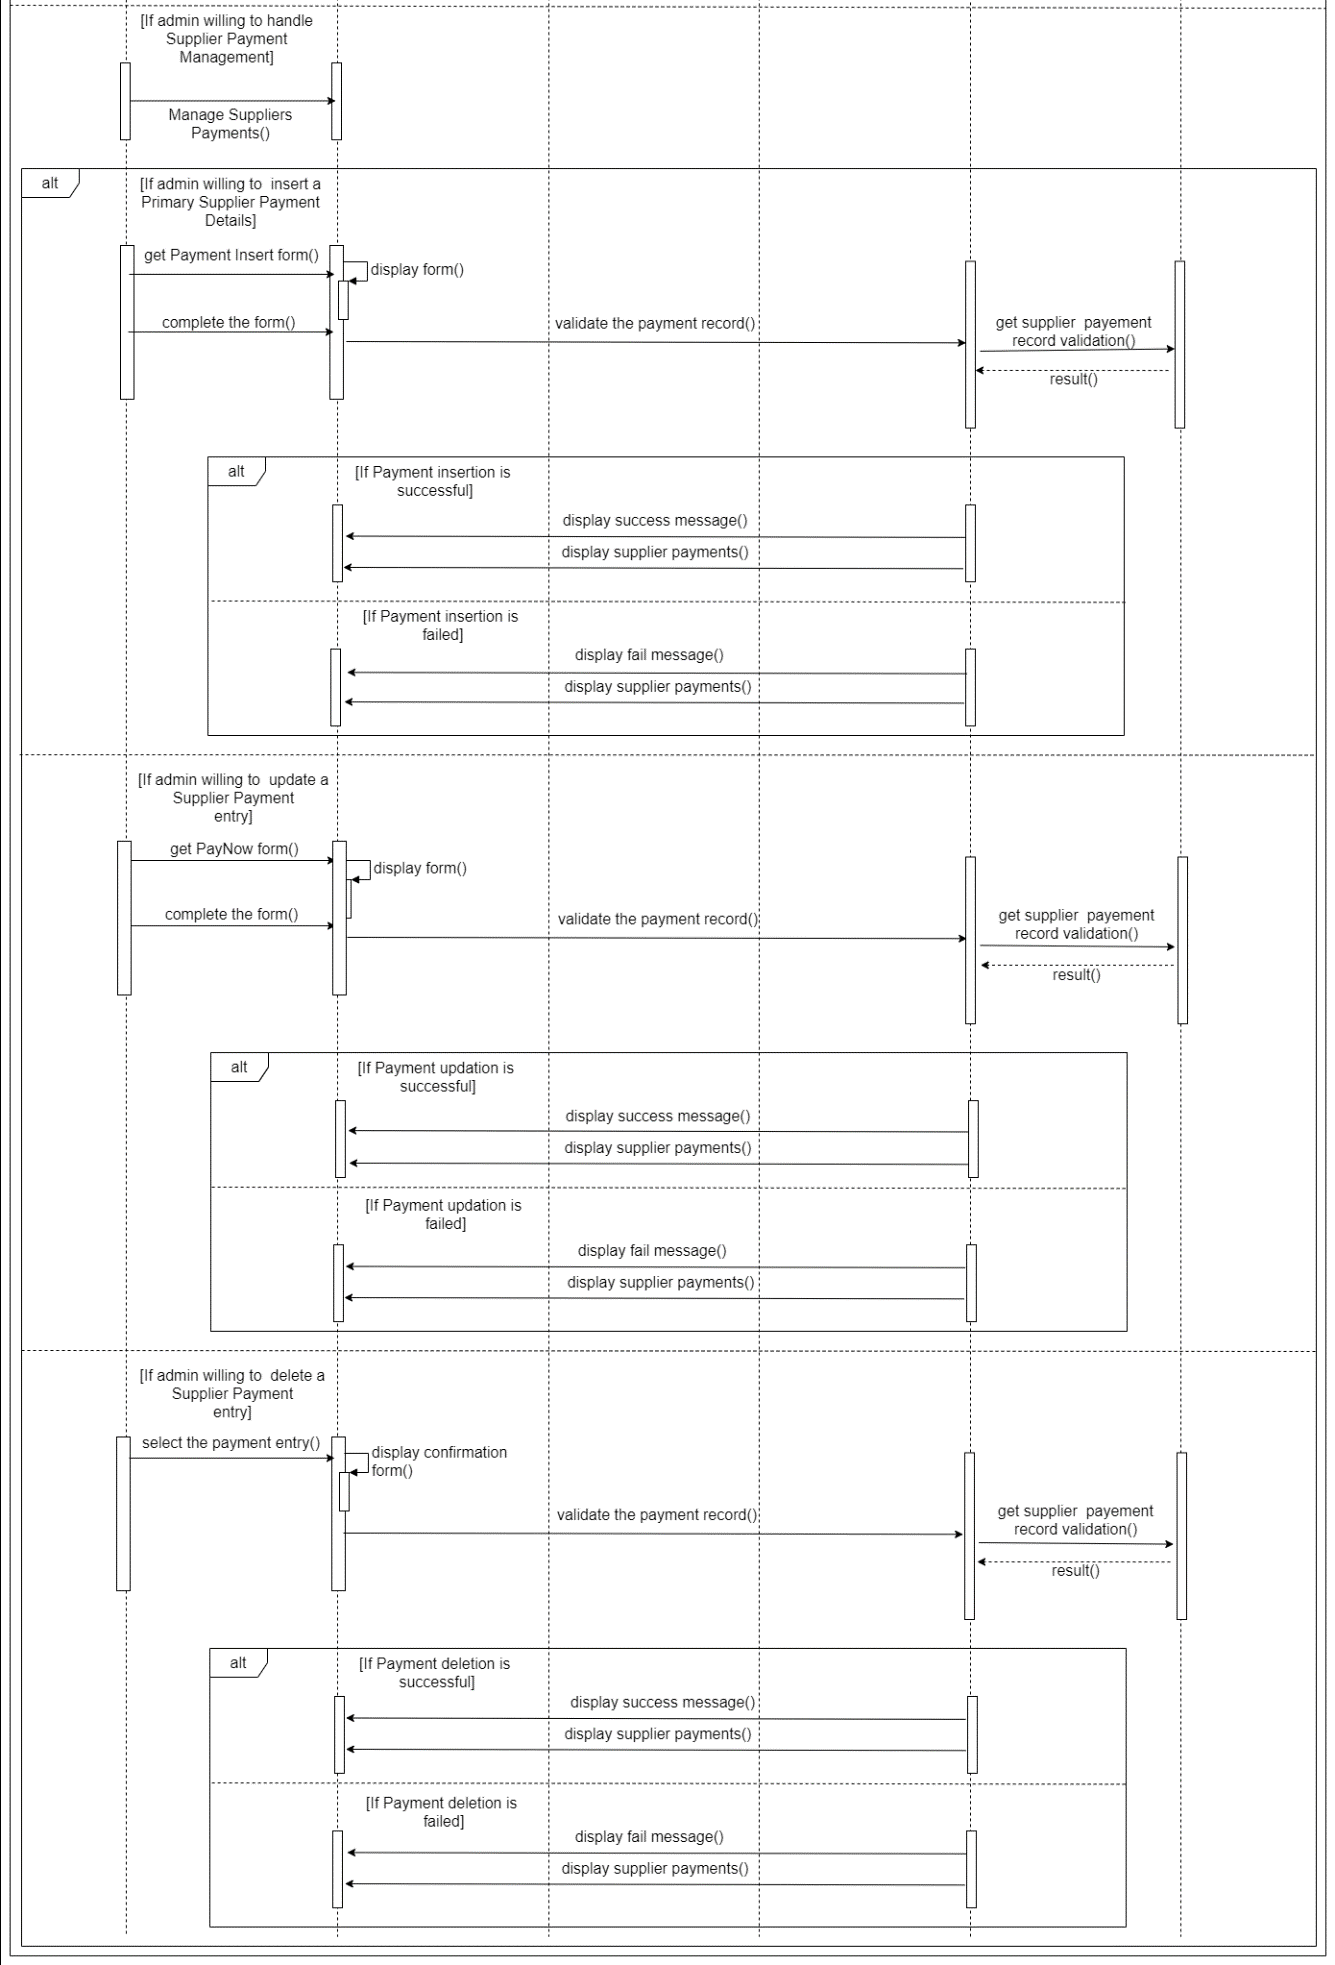 [If admin willing to handle
Supplier Payment
Management]
Manage Suppliers
Payments()
alt
[If admin willing to  insert a
Primary Supplier Payment
Details]
get Payment Insert form()
display form()
complete the form()
validate the payment record()
get supplier  payement
record validation()
result()
alt
[If Payment insertion is
successful]
display success message()
display supplier payments()
[If Payment insertion is
failed]
display fail message()
display supplier payments()
[If admin willing to  update a
Supplier Payment
entry]
get PayNow form()
display form()
complete the form()
validate the payment record()
get supplier  payement
record validation()
result()
alt
[If Payment updation is
successful]
display success message()
display supplier payments()
[If Payment updation is
failed]
display fail message()
display supplier payments()
[If admin willing to  delete a
Supplier Payment
entry]
select the payment entry()
display confirmation
form()
validate the payment record()
get supplier  payement
record validation()
result()
alt
[If Payment deletion is
successful]
display success message()
display supplier payments()
[If Payment deletion is
failed]
display fail message()
display supplier payments()